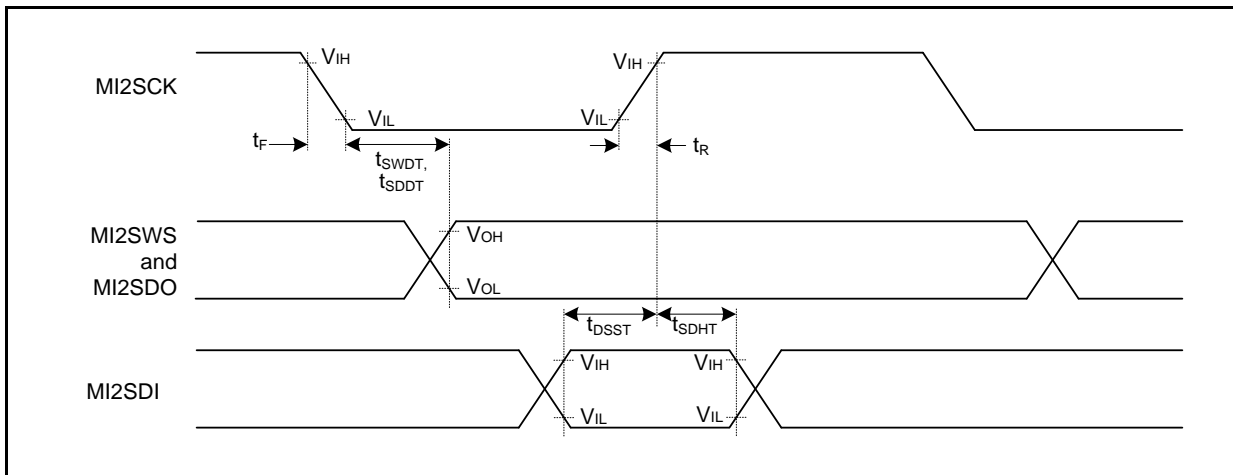 VIH
VIH
MI2SCK
VIL
VIL
tF
tSWDT,
tSDDT
tR
MI2SWS
and
MI2SDO
VOH
VOL
tDSST
tSDHT
VIH
VIH
MI2SDI
VIL
VIL